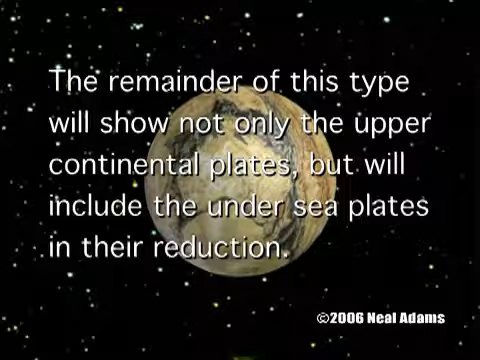 The remainder of this type
will show not only the upper
continental plates, but will
include the under sea plates
in their reduction.
©2006 Neal Adams